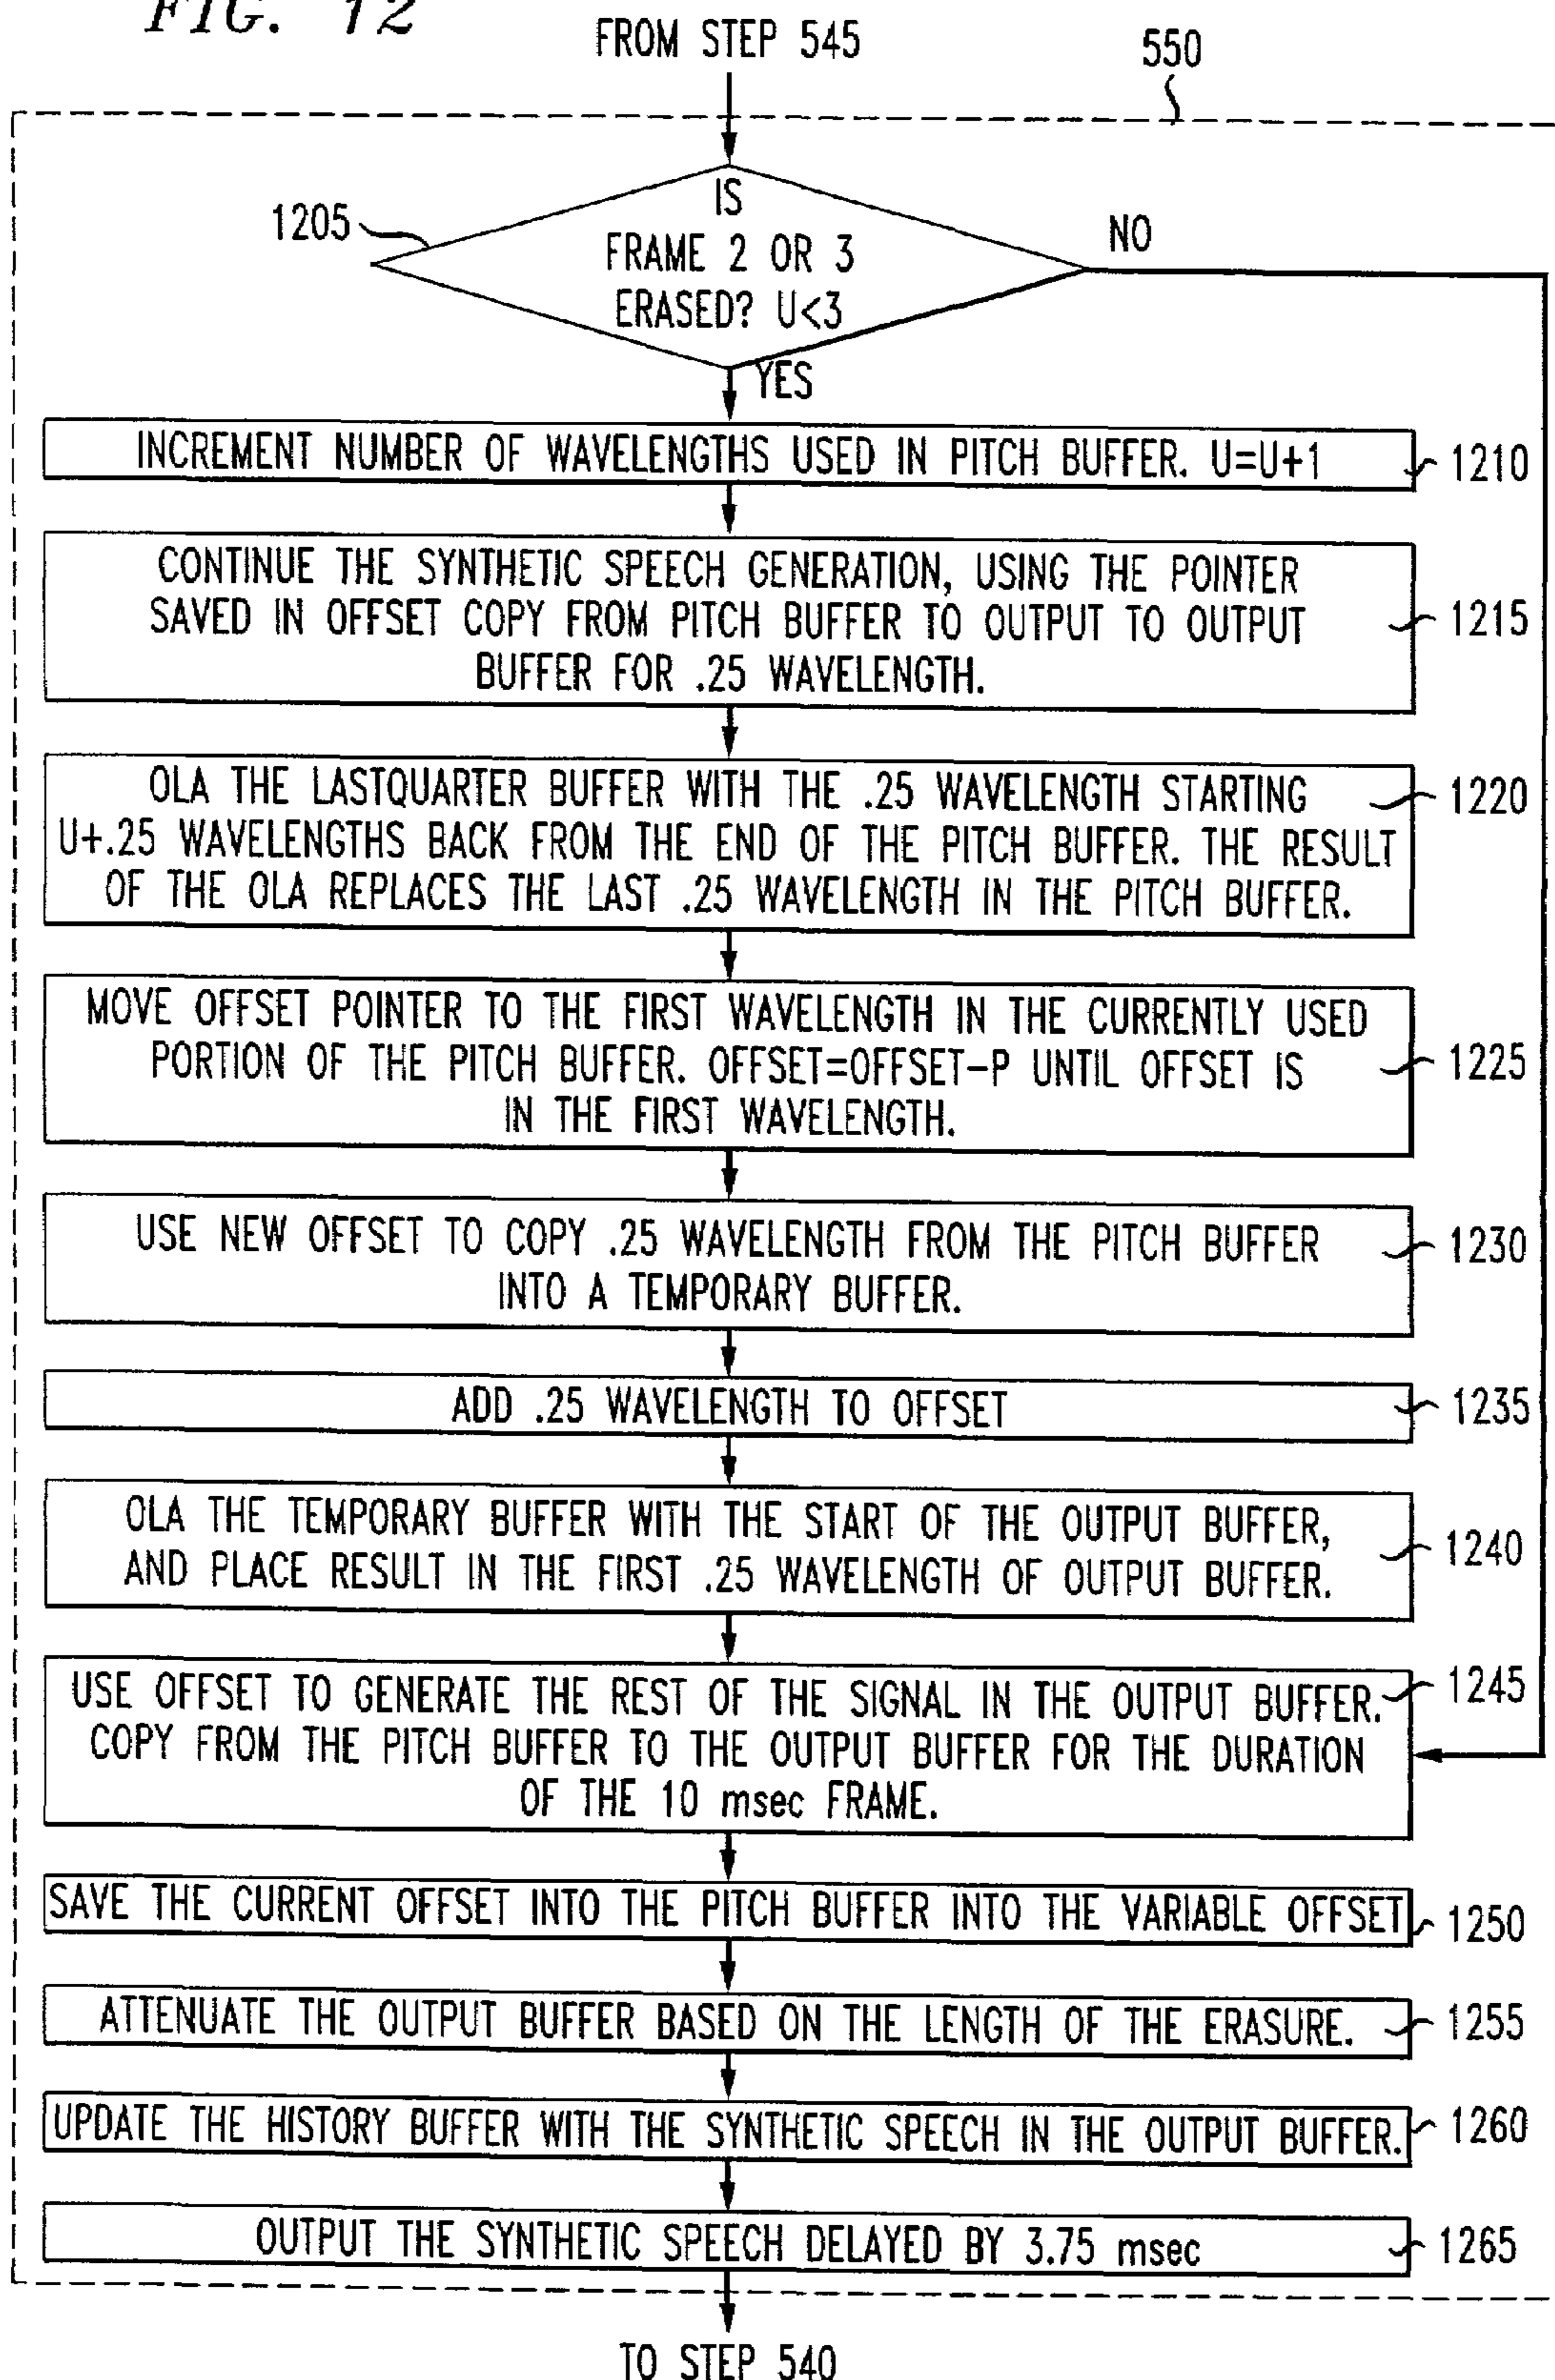 FIG. 12
FROM STEP 545
550
1205
IS
FRAME 2 OR 3
ERASED? U<3
NO
YES
INCREMENT NUMBER OF WAVELENGTHS USED IN PITCH BUFFER. U=U+1
1210
CONTINUE THE SYNTHETIC SPEECH GENERATION, USING THE POINTER
SAVED IN OFFSET COPY FROM PITCH BUFFER TO OUTPUT TO OUTPUT
BUFFER FOR .25 WAVELENGTH.
1215
OLA THE LASTQUARTER BUFFER WITH THE .25 WAVELENGTH STARTING
U+.25 WAVELENGTHS BACK FROM THE END OF THE PITCH BUFFER. THE RESULT
OF THE OLA REPLACES THE LAST .25 WAVELENGTH IN THE PITCH BUFFER.
1220
MOVE OFFSET POINTER TO THE FIRST WAVELENGTH IN THE CURRENTLY USED
PORTION OF THE PITCH BUFFER. OFFSET=OFFSET-P UNTIL OFFSET IS
IN THE FIRST WAVELENGTH.
1225
USE NEW OFFSET TO COPY .25 WAVELENGTH FROM THE PITCH BUFFER
INTO A TEMPORARY BUFFER.
1230
ADD .25 WAVELENGTH TO OFFSET
1235
OLA THE TEMPORARY BUFFER WITH THE START OF THE OUTPUT BUFFER,
AND PLACE RESULT IN THE FIRST .25 WAVELENGTH OF OUTPUT BUFFER.
1240
USE OFFSET TO GENERATE THE REST OF THE SIGNAL IN THE OUTPUT BUFFER.
COPY FROM THE PITCH BUFFER TO THE OUTPUT BUFFER FOR THE DURATION
OF THE 10 msec FRAME.
1245
SAVE THE CURRENT OFFSET INTO THE PITCH BUFFER INTO THE VARIABLE OFFSET
1250
ATTENUATE THE OUTPUT BUFFER BASED ON THE LENGTH OF THE ERASURE.
1255
UPDATE THE HISTORY BUFFER WITH THE SYNTHETIC SPEECH IN THE OUTPUT BUFFER.
1260
OUTPUT THE SYNTHETIC SPEECH DELAYED BY 3.75 msec
1265
TO STEP 540